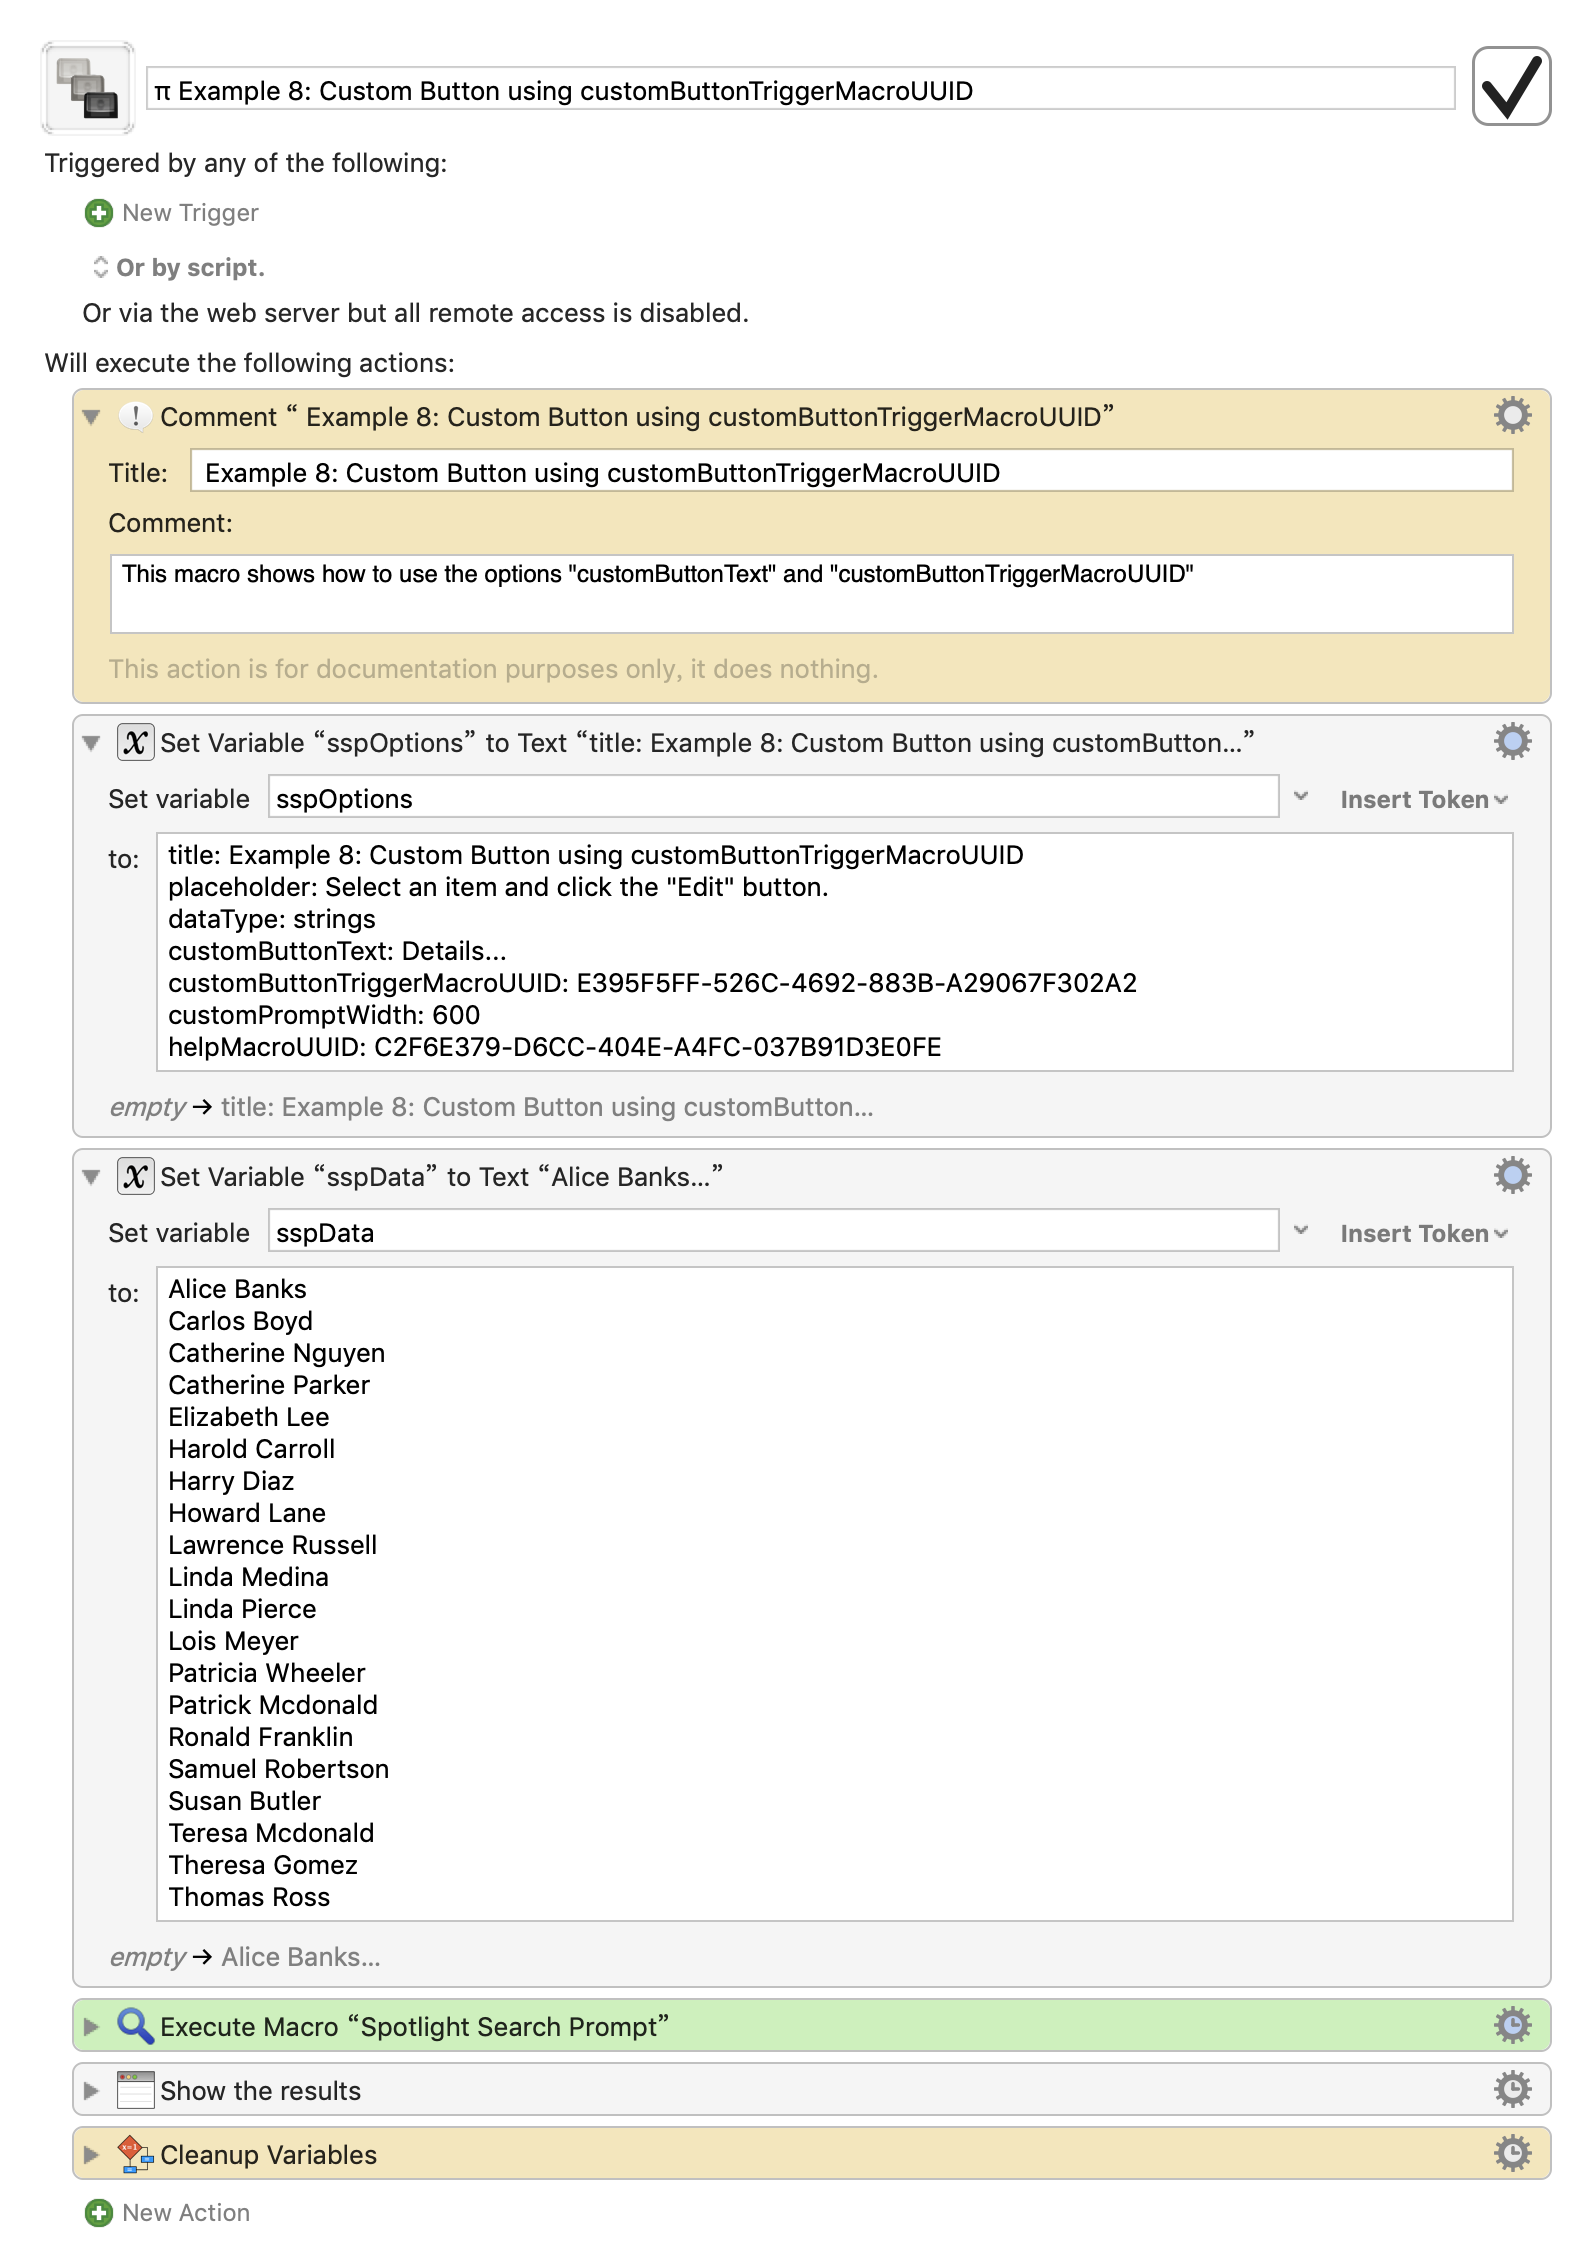 π Example 8: Custom Button using customButtonTriggerMacroUUID
Triggered by any of the following:
New Trigger
Or by script.
Or via the web server but all remote access is disabled.
Will execute the following actions:
Comment “ Example 8: Custom Button using customButtonTriggerMacroUUID”
Title: Example 8: Custom Button using customButtonTriggerMacroUUID
Comment:
This macro shows how to use the options "customButtonText" and "customButtonTriggerMacroUUID"
This action is for documentation purposes only, it does nothing.
Set Variable “sspOptions” to Text “title: Example 8: Custom Button using customButton...”
Set variable sspOptions Insert Token
to: title: Example 8: Custom Button using customButtonTriggerMacroUUID
placeholder: Select an item and click the "Edit" button.
dataType: strings
customButtonText: Details...
customButtonTriggerMacroUUID: E395F5FF-526C-4692-883B-A29067F302A2
customPromptWidth: 600
helpMacroUUID: C2F6E379-D6CC-404E-A4FC-037B91D3E0FE
empty → title: Example 8: Custom Button using customButton...
Set Variable “sspData” to Text “Alice Banks...”
Set variable sspData Insert Token
to: Alice Banks
Carlos Boyd
Catherine Nguyen
Catherine Parker
Elizabeth Lee
Harold Carroll
Harry Diaz
Howard Lane
Lawrence Russell
Linda Medina
Linda Pierce
Lois Meyer
Patricia Wheeler
Patrick Mcdonald
Ronald Franklin
Samuel Robertson
Susan Butler
Teresa Mcdonald
Theresa Gomez
Thomas Ross
empty → Alice Banks...
Execute Macro “Spotlight Search Prompt”
Show the results
Cleanup Variables
New Action